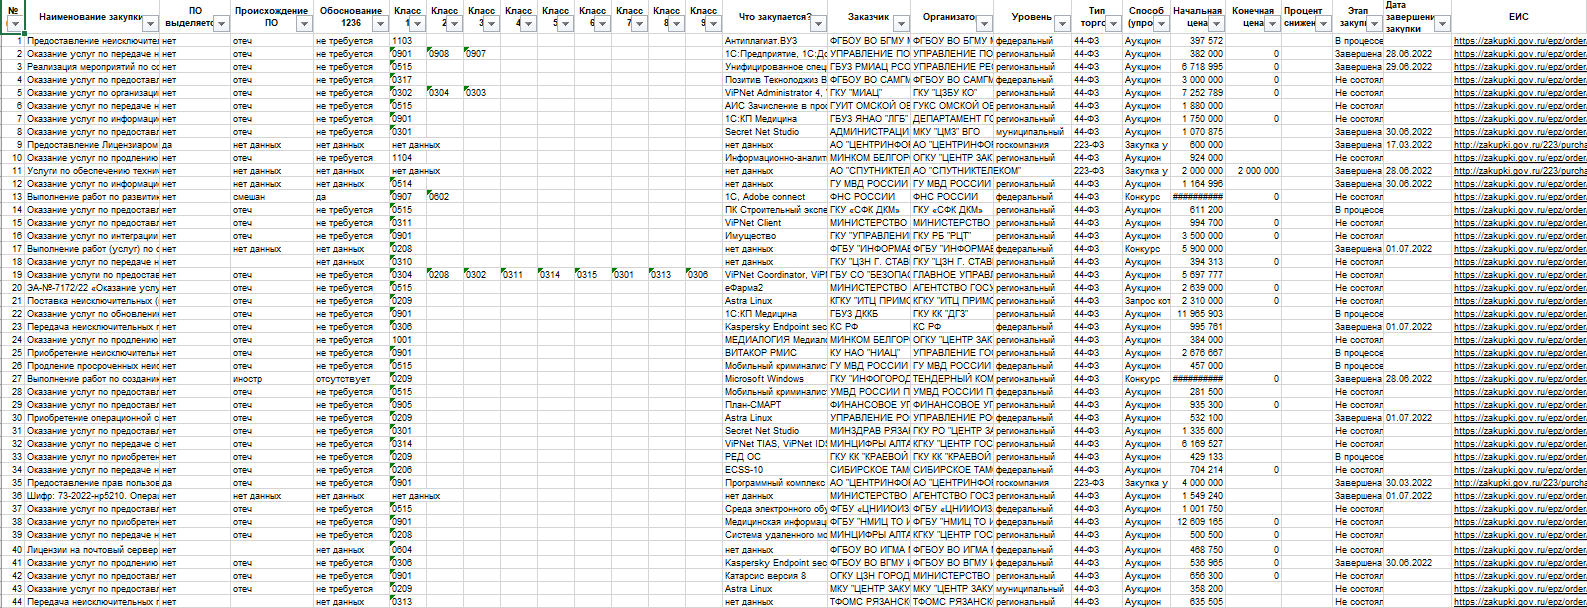 № Наименование закупки ПО выделяетс Происхождение ПО Обоснование 1236 Класс 1 Класс 2 Класс 3 Класс 4 Класс 5 Класс 6 Класс 7 Класс 8 Класс 9 Что закупается? Заказчик Организато Уровень Тип торго Способ (упро Начальная цена Конечная цена Процент снижен Этап закуп Дата завершени закупки ЕИС
1 Предоставление неисключител нет отеч не требуется 1103 Антиплагиат.ВУЗ ФГБОУ ВО БГМУ М ФГБОУ ВО БГМУ М федеральный 44-ФЗ Аукцион 397 572 В процессе https://zakupki.gov.ru/epz/order
2 Оказание услуг по передаче н нет отеч не требуется 0901 0908 0907 1С:Предприятие, 1С:До УПРАВЛЕНИЕ ПО УПРАВЛЕНИЕ ПО региональный 44-ФЗ Аукцион 382 000 0 Завершена 28.06.2022 https://zakupki.gov.ru/epz/order
3 Реализация мероприятий по со нет отеч не требуется 0515 Унифицированное спец ГБУЗ РМИАЦ РСО УПРАВЛЕНИЕ РЕС региональный 44-ФЗ Аукцион 6 718 995 0 Завершена 29.06.2022 https://zakupki.gov.ru/epz/order
4 Оказание услуг по предоставл нет отеч не требуется 0317 Позитив Текнолоджиз В ФГБОУ ВО САМГМ ФГБОУ ВО САМГМ федеральный 44-ФЗ Аукцион 3 000 000 0 Не состоял https://zakupki.gov.ru/epz/order
5 Оказание услуг по организаци нет отеч не требуется 0302 0304 0303 ViPNet Administrator 4, ГКУ "МИАЦ" ГКУ "ЦЗБУ КО" региональный 44-ФЗ Аукцион 7 252 789 0 Не состоял https://zakupki.gov.ru/epz/order
6 Оказание услуг по передаче н нет отеч не требуется 0515 АИС Зачисление в про ГУИТ ОМСКОЙ ОБ ГУКС ОМСКОЙ ОБ региональный 44-ФЗ Аукцион 1 880 000 Не состоял https://zakupki.gov.ru/epz/order
7 Оказание услуг по информаци нет отеч не требуется 0901 1С:КП Медицина ГБУЗ ЯНАО "ЛГБ" ДЕПАРТАМЕНТ ГО региональный 44-ФЗ Аукцион 1 750 000 0 Не состоял https://zakupki.gov.ru/epz/order
8 Оказание услуг по предоставл нет отеч не требуется 0301 Secret Net Studio АДМИНИСТРАЦИ МКУ "ЦМЗ" ВГО муниципальный 44-ФЗ Аукцион 1 070 875 Завершена 30.06.2022 https://zakupki.gov.ru/epz/order
9 Предоставление Лицензиаром да нет данных нет данных нет данных нет данных АО "ЦЕНТРИНФОР АО "ЦЕНТРИНФОР госкомпания 223-ФЗ Закупка у 600 000 Завершена 17.03.2022 http://zakupki.gov.ru/223/purcha
10 Оказание услуг по продлению нет отеч не требуется 1104 Информационно-аналит МИНКОМ БЕЛГОР ОГКУ "ЦЕНТР ЗАК региональный 44-ФЗ Аукцион 924 000 Не состоял https://zakupki.gov.ru/epz/order
11 Услуги по обеспечению техни нет нет данных нет данных нет данных нет данных АО "СПУТНИКТЕЛ АО "СПУТНИКТЕЛЕКОМ" 223-ФЗ Закупка у 2 000 000 2 000 000 Завершена 28.06.2022 http://zakupki.gov.ru/223/purcha
12 Оказание услуг по информаци нет нет данных нет данных 0514 нет данных ГУ МВД РОССИИ ГУ МВД РОССИИ региональный 44-ФЗ Аукцион 1 164 996 Завершена 30.06.2022 https://zakupki.gov.ru/epz/order
13 Выполнение работ по развити нет смешан да 0907 0602 1С, Adobe connect ФНС РОССИИ ФНС РОССИИ федеральный 44-ФЗ Конкурс ########## 0 Не состоял https://zakupki.gov.ru/epz/order
14 Оказание услуг по предоставл нет отеч не требуется 0515 ПК Строительный экспе ГКУ «СФК ДКМ» ГКУ «СФК ДКМ» региональный 44-ФЗ Аукцион 611 200 В процессе https://zakupki.gov.ru/epz/order
15 Оказание услуг по предоставл нет отеч не требуется 0311 ViPNet Client МИНИСТЕРСТВО МИНИСТЕРСТВО региональный 44-ФЗ Аукцион 994 700 0 Не состоял https://zakupki.gov.ru/epz/order
16 Оказание услуг по интеграции нет отеч не требуется 0901 Имущество ГКУ "УПРАВЛЕНИ ГКУ РБ "РЦТ" региональный 44-ФЗ Аукцион 3 500 000 0 Не состоял https://zakupki.gov.ru/epz/order
17 Выполнение работ (услуг) по с нет нет данных нет данных 0208 нет данных ФГБУ "ИНФОРМАВ ФГБУ "ИНФОРМАВ федеральный 44-ФЗ Конкурс 5 900 000 Завершена 01.07.2022 https://zakupki.gov.ru/epz/order
18 Оказание услуг по передаче н нет нет данных 0310 нет данных ГКУ "ЦЗН Г. СТАВ ГКУ "ЦЗН Г. СТАВ региональный 44-ФЗ Аукцион 394 313 0 Не состоял https://zakupki.gov.ru/epz/order
19 Оказание услуги по предостав нет отеч не требуется 0304 0208 0302 0311 0314 0315 0301 0313 0306 ViPNet Coordinator, ViPN ГБУ СО "БЕЗОПАС ГЛАВНОЕ УПРАВЛ региональный 44-ФЗ Аукцион 5 697 777 Не состоял https://zakupki.gov.ru/epz/order
20 ЭА-№-7172/22 «Оказание услу нет отеч не требуется 0515 еФарма2 МИНИСТЕРСТВО АГЕНТСТВО ГОСУ региональный 44-ФЗ Аукцион 2 639 000 0 Не состоял https://zakupki.gov.ru/epz/order
21 Поставка неисключительных ( нет отеч не требуется 0209 Astra Linux КГКУ "ИТЦ ПРИМО КГКУ "ИТЦ ПРИМО региональный 44-ФЗ Запрос кот 2 310 000 0 Не состоял https://zakupki.gov.ru/epz/order
22 Оказание услуг по обновлени нет отеч не требуется 0901 1С:КП Медицина ГБУЗ ДККБ ГКУ КК "ДГЗ" региональный 44-ФЗ Аукцион 11 965 903 В процессе https://zakupki.gov.ru/epz/order
23 Передача неисключительных п нет отеч не требуется 0306 Kaspersky Endpoint sec КС РФ КС РФ федеральный 44-ФЗ Аукцион 995 761 Завершена 01.07.2022 https://zakupki.gov.ru/epz/order
24 Оказание услуг по предоставл нет отеч не требуется 1001 МЕДИАЛОГИЯ Медиало МИНКОМ БЕЛГОР ОГКУ "ЦЕНТР ЗАК региональный 44-ФЗ Аукцион 384 000 Не состоял https://zakupki.gov.ru/epz/order
25 Приобретение неисключительн нет отеч не требуется 0901 ВИТАКОР РМИС КУ НАО "НИАЦ" УПРАВЛЕНИЕ ГОС региональный 44-ФЗ Аукцион 2 676 667 В процессе https://zakupki.gov.ru/epz/order
26 Продление просроченных неис нет отеч не требуется 0515 Мобильный криминалис ГУ МВД РОССИИ ГУ МВД РОССИИ региональный 44-ФЗ Аукцион 457 000 В процессе https://zakupki.gov.ru/epz/order
27 Выполнение работ по создани нет иностр отсутствует 0209 Microsoft Windows ГКУ "ИНФОГОРОД ТЕНДЕРНЫЙ КОМ региональный 44-ФЗ Конкурс ########## 0 Завершена 28.06.2022 https://zakupki.gov.ru/epz/order
28 Оказание услуг по предоставл нет отеч не требуется 0515 Мобильный криминалис УМВД РОССИИ П УМВД РОССИИ П региональный 44-ФЗ Аукцион 281 500 Не состоял https://zakupki.gov.ru/epz/order
29 Оказание услуг по предоставл нет отеч не требуется 0905 План-СМАРТ ФИНАНСОВОЕ УП ФИНАНСОВОЕ УП региональный 44-ФЗ Аукцион 935 300 0 Не состоял https://zakupki.gov.ru/epz/order
30 Приобретение операционной с нет отеч не требуется 0209 Astra Linux УПРАВЛЕНИЕ РО УПРАВЛЕНИЕ РО федеральный 44-ФЗ Аукцион 532 100 Завершена 01.07.2022 https://zakupki.gov.ru/epz/order
31 Оказание услуг по предоставл нет отеч не требуется 0301 Secret Net Studio МИНЗДРАВ РЯЗАН ГКУ РО "ЦЕНТР З региональный 44-ФЗ Аукцион 1 335 600 Не состоял https://zakupki.gov.ru/epz/order
32 Оказание услуг по передаче с нет отеч не требуется 0314 ViPNet TIAS, ViPNet IDS МИНЦИФРЫ АЛТА КГКУ "ЦЕНТР ГОС региональный 44-ФЗ Аукцион 6 169 527 Не состоял https://zakupki.gov.ru/epz/order
33 Оказание услуг по приобретен нет отеч не требуется 0209 РЕД ОС ГКУ КК "КРАЕВОЙ ГКУ КК "КРАЕВОЙ региональный 44-ФЗ Аукцион 429 133 В процессе https://zakupki.gov.ru/epz/order
34 Оказание услуг по передаче н нет отеч не требуется 0206 ECSS-10 СИБИРСКОЕ ТАМ СИБИРСКОЕ ТАМ федеральный 44-ФЗ Аукцион 704 214 0 Не состоял https://zakupki.gov.ru/epz/order
35 Предоставление прав пользов да отеч не требуется 0901 Программный комплекс АО "ЦЕНТРИНФОР АО "ЦЕНТРИНФОР госкомпания 223-ФЗ Закупка у 4 000 000 Завершена 30.03.2022 http://zakupki.gov.ru/223/purcha
36 Шифр: 73-2022-нр5210. Операц нет нет данных нет данных нет данных нет данных МИНИСТЕРСТВО АГЕНТСТВО ГОСЗ региональный 44-ФЗ Аукцион 1 549 240 Завершена 01.07.2022 https://zakupki.gov.ru/epz/order
37 Оказание услуг по предоставл нет отеч не требуется 0515 Среда электронного обу ФГБУ «ЦНИИОИЗ ФГБУ «ЦНИИОИЗ федеральный 44-ФЗ Аукцион 1 001 750 Не состоял https://zakupki.gov.ru/epz/order
38 Оказание услуг по приобретен нет отеч не требуется 0901 Медицинская информац ФГБУ "НМИЦ ТО И ФГБУ "НМИЦ ТО И федеральный 44-ФЗ Аукцион 12 609 165 0 Не состоял https://zakupki.gov.ru/epz/order
39 Оказание услуг по передаче н нет отеч не требуется 0208 Система удаленного мо МИНЦИФРЫ АЛТА КГКУ "ЦЕНТР ГОС региональный 44-ФЗ Аукцион 500 500 0 Не состоял https://zakupki.gov.ru/epz/order
40 Лицензии на почтовый сервер нет нет данных 0604 нет данных ФГБОУ ВО ИГМА М ФГБОУ ВО ИГМА М федеральный 44-ФЗ Аукцион 468 750 0 Не состоял https://zakupki.gov.ru/epz/order
41 Оказание услуг по продлению нет отеч не требуется 0306 Kaspersky Endpoint sec ФГБОУ ВО ВГМУ И ФГБОУ ВО ВГМУ И федеральный 44-ФЗ Аукцион 536 965 0 Завершена 30.06.2022 https://zakupki.gov.ru/epz/order
42 Оказание услуг по предоставл нет отеч не требуется 0901 Катарсис версия 8 ОГКУ ЦЗН ГОРОД МИНИСТЕРСТВО региональный 44-ФЗ Аукцион 656 300 0 Не состоял https://zakupki.gov.ru/epz/order
43 Оказание услуг по предоставл нет отеч не требуется 0209 Astra Linux МКУ "ЦЕНТР ЗАКУ МКУ "ЦЕНТР ЗАКУ муниципальный 44-ФЗ Аукцион 358 200 Не состоял https://zakupki.gov.ru/epz/order
44 Передача неисключительных п нет нет данных 0313 нет данных ТФОМС РЯЗАНСК ТФОМС РЯЗАНСК региональный 44-ФЗ Аукцион 635 505 Не состоял https://zakupki.gov.ru/epz/order